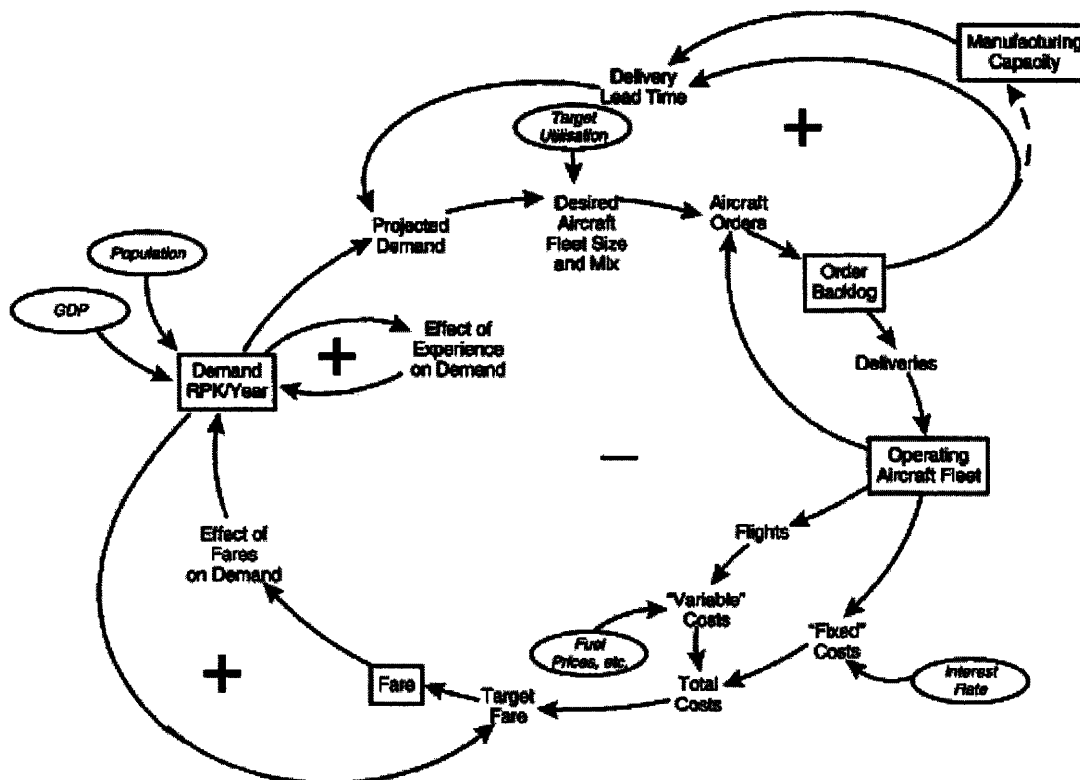 Manufacturing
Capacity
Delivery
Lead Time
Target
Utilisation
+
Projected
Demand
Desired
Aircraft
Fleet Size
and Mix
Aircraft
Orders
Order
Backlog
Population
GDP
Demand
RPK/Year
+
Effect of
Experience
on Demand
Deliveries
Operating
Aircraft Fleet
—
Effect of
Fares
on Demand
Flights
"Variable"
Costs
Fuel
Prices, etc.
"Fixed"
Costs
Interest
Rate
Total
Costs
+
Fare
Target
Fare